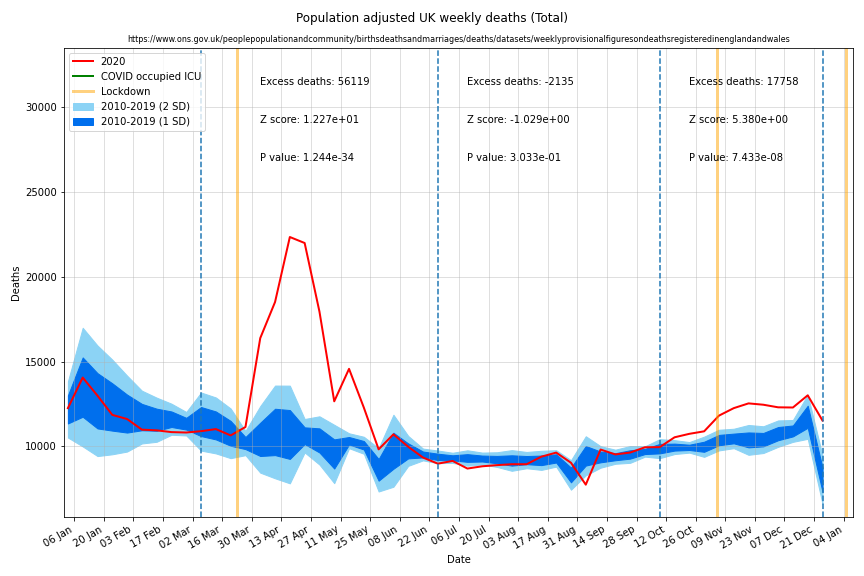 Population adjusted UK weekly deaths (Total)
https://www.ons.gov.uk/peoplepopulationandcommunity/birthsdeathsandmarriages/deaths/datasets/weeklyprovisionalfiguresondeathsregisteredinenglandandwales
2020
COVID occupied ICU
Lockdown
2010-2019 (2 SD)
2010-2019 (1 SD)
Excess deaths: 56119
Z score: 1.227e+01
P value: 1.244e-34
Excess deaths: -2135
Z score: -1.029e+00
P value: 3.033e-01
Excess deaths: 17758
Z score: 5.380e+00
P value: 7.433e-08
30000
25000
20000
15000
10000
Deaths
06 Jan
20 Jan
03 Feb
17 Feb
02 Mar
16 Mar
30 Mar
13 Apr
27 Apr
11 May
25 May
08 Jun
22 Jun
06 Jul
20 Jul
03 Aug
17 Aug
31 Aug
14 Sep
28 Sep
12 Oct
26 Oct
09 Nov
23 Nov
07 Dec
21 Dec
04 Jan
Date